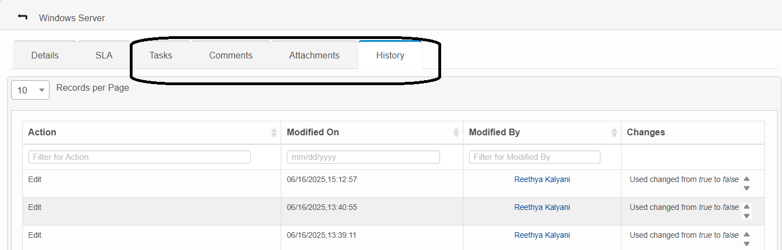 Windows Server
Details SLA Tasks Comments Attachments History
10 Records per Page
Action Modified On Modified By Changes
Filter for Action mm/dd/yyyy Filter for Modified By
Edit 06/16/2025,15:12:57 Reethya Kalyani Used changed from true to false
Edit 06/16/2025,13:40:55 Reethya Kalyani Used changed from true to false
Edit 06/16/2025,13:39:11 Reethya Kalyani Used changed from true to false